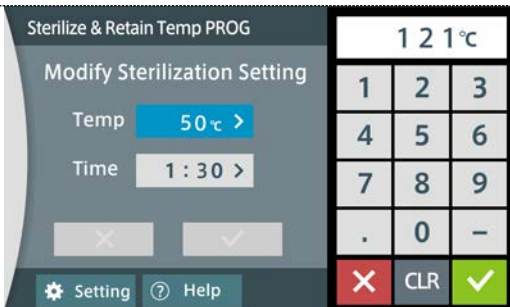 Sterilize & Retain Temp PROG
Modify Sterilization Setting
Temp 50℃ >
Time 1:30 >
Setting ? Help
121℃
1 2 3
4 5 6
7 8 9
. 0 -
CLR